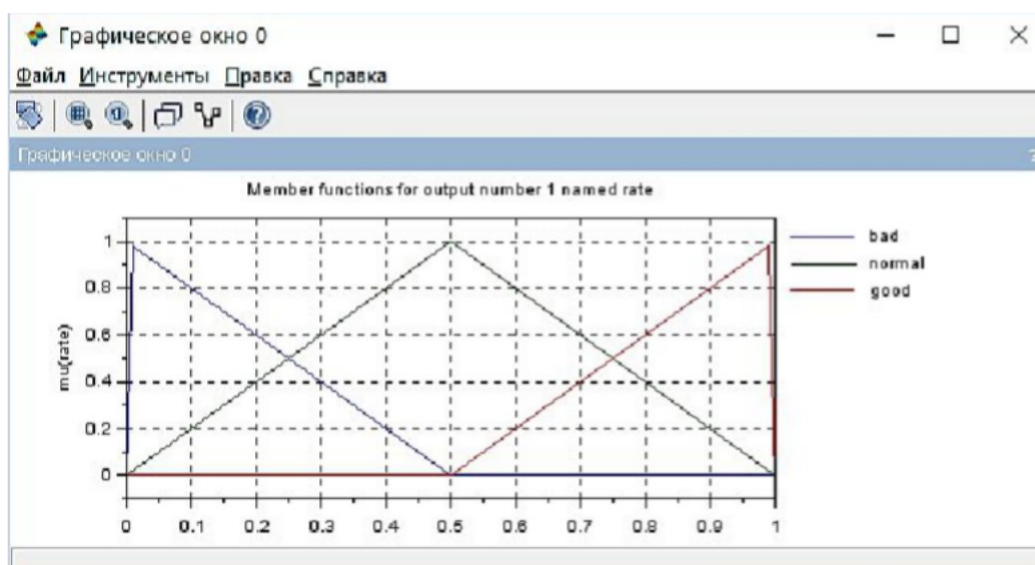 Графическое окно 0
Файл Инструменты Правка Справка
Графическое окно 0
?
Member functions for output number 1 named rate
mu(rate)
1
0.8
0.6
0.4
0.2
0
0 0.1 0.2 0.3 0.4 0.5 0.6 0.7 0.8 0.9 1
bad
normal
good